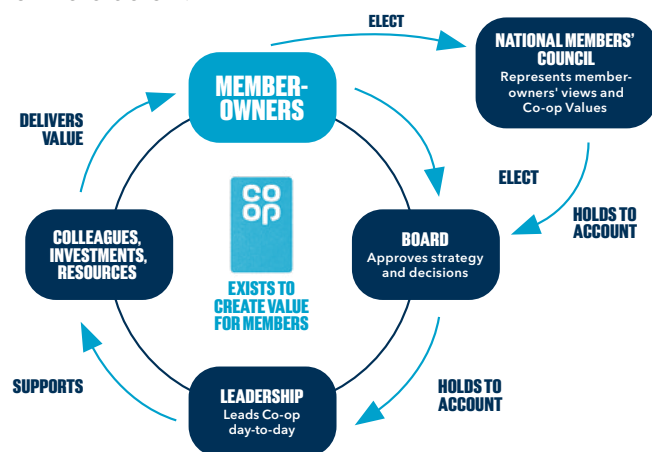 ELECT
NATIONAL MEMBERS'
COUNCIL
Represents member-
owners' views and
Co-op Values
MEMBER-
OWNERS
DELIVERS
VALUE
ELECT
HOLDS TO
ACCOUNT
co
op
COLLEAGUES,
INVESTMENTS,
RESOURCES
BOARD
Approves strategy
and decisions
EXISTS TO
CREATE VALUE
FOR MEMBERS
SUPPORTS
LEADERSHIP
Leads Co-op
day-to-day
HOLDS TO
ACCOUNT